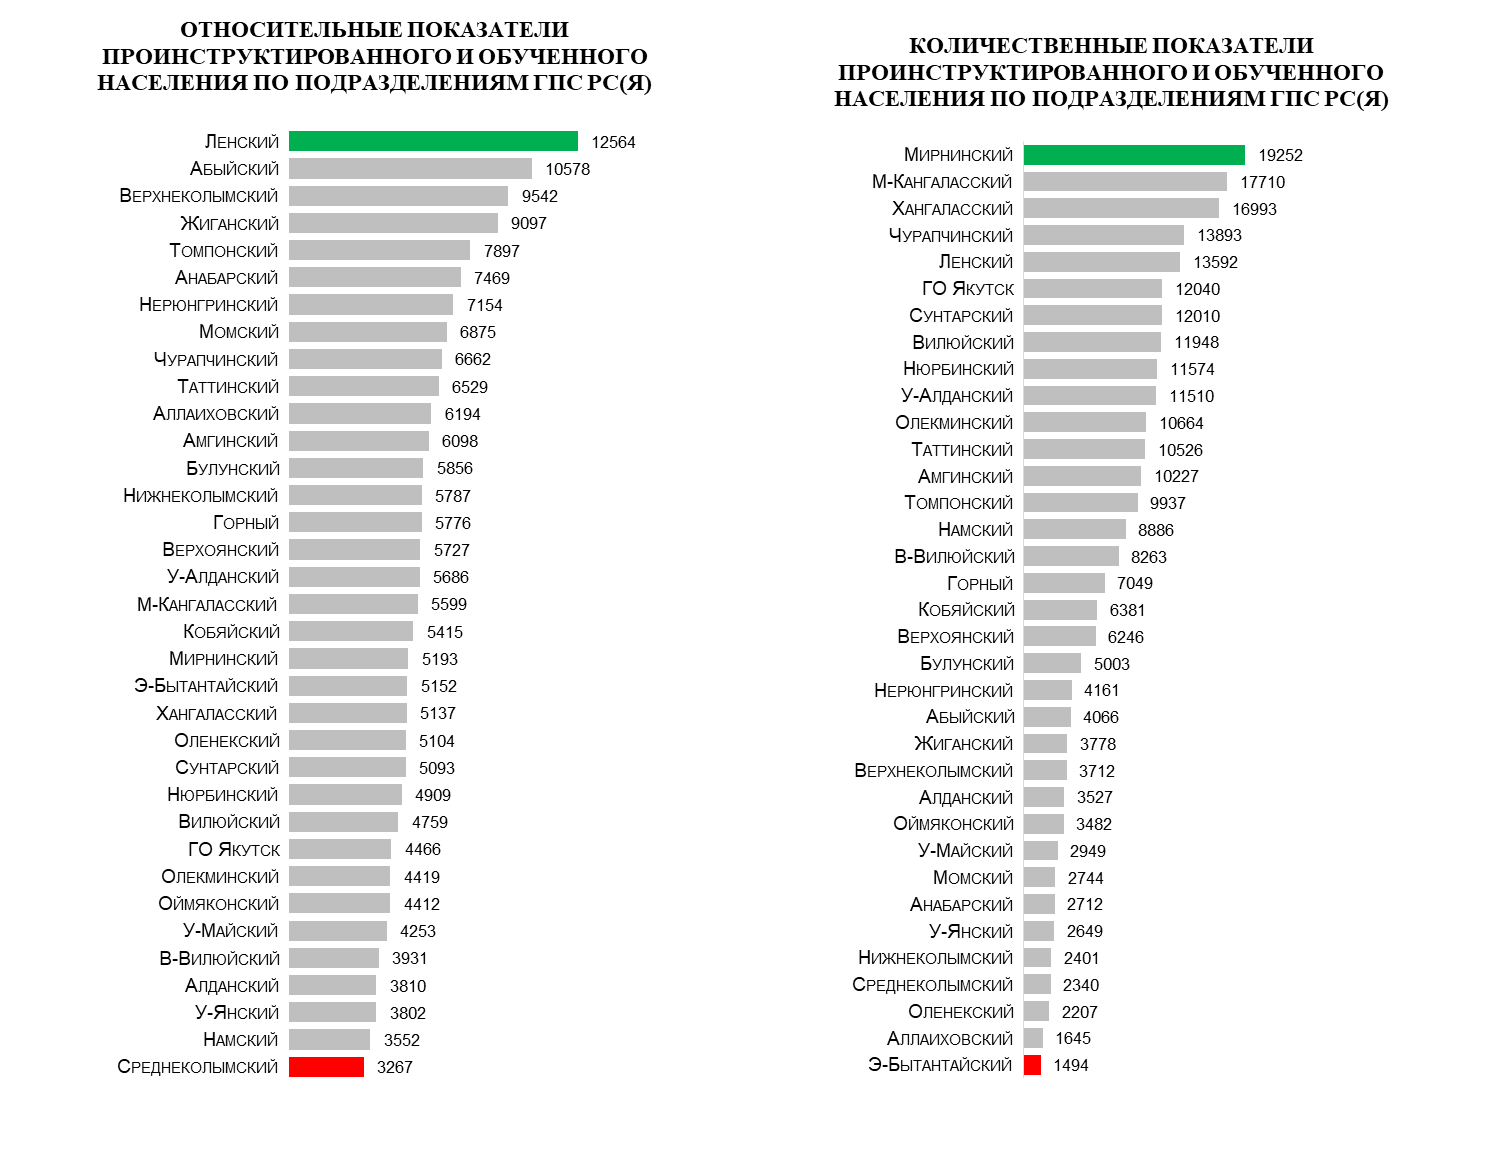 ОТНОСИТЕЛЬНЫЕ ПОКАЗАТЕЛИ
ПРОИНСТРУКТИРОВАННОГО И ОБУЧЕННОГО
НАСЕЛЕНИЯ ПО ПОДРАЗДЕЛЕНИЯМ ГПС РС(Я)
ЛЕНСКИЙ 12564
АБЫЙСКИЙ 10578
ВЕРХНЕКОЛЫМСКИЙ 9542
ЖИГАНСКИЙ 9097
ТОМПОНСКИЙ 7897
АНАБАРСКИЙ 7469
НЕРЮНГРИНСКИЙ 7154
МОМСКИЙ 6875
ЧУРАПЧИНСКИЙ 6662
ТАТТИНСКИЙ 6529
АЛЛАИХОВСКИЙ 6194
АМГИНСКИЙ 6098
БУЛУНСКИЙ 5856
НИЖНЕКОЛЫМСКИЙ 5787
ГОРНЫЙ 5776
ВЕРХОЯНСКИЙ 5727
У-АЛДАНСКИЙ 5686
М-КАНГАЛАССКИЙ 5599
КОБЯЙСКИЙ 5415
МИРНИНСКИЙ 5193
Э-БЫТАНТАЙСКИЙ 5152
ХАНГАЛАССКИЙ 5137
ОЛЕНЕКСКИЙ 5104
СУНТАРСКИЙ 5093
НЮРБИНСКИЙ 4909
ВИЛЮЙСКИЙ 4759
ГО ЯКУТСК 4466
ОЛЕКМИНСКИЙ 4419
ОЙМЯКОНСКИЙ 4412
У-МАЙСКИЙ 4253
В-ВИЛЮЙСКИЙ 3931
АЛДАНСКИЙ 3810
У-ЯНСКИЙ 3802
НАМСКИЙ 3552
СРЕДНЕКОЛЫМСКИЙ 3267
КОЛИЧЕСТВЕННЫЕ ПОКАЗАТЕЛИ
ПРОИНСТРУКТИРОВАННОГО И ОБУЧЕННОГО
НАСЕЛЕНИЯ ПО ПОДРАЗДЕЛЕНИЯМ ГПС РС(Я)
МИРНИНСКИЙ 19252
М-КАНГАЛАССКИЙ 17710
ХАНГАЛАССКИЙ 16993
ЧУРАПЧИНСКИЙ 13893
ЛЕНСКИЙ 13592
ГО ЯКУТСК 12040
СУНТАРСКИЙ 12010
ВИЛЮЙСКИЙ 11948
НЮРБИНСКИЙ 11574
У-АЛДАНСКИЙ 11510
ОЛЕКМИНСКИЙ 10664
ТАТТИНСКИЙ 10526
АМГИНСКИЙ 10227
ТОМПОНСКИЙ 9937
НАМСКИЙ 8886
В-ВИЛЮЙСКИЙ 8263
ГОРНЫЙ 7049
КОБЯЙСКИЙ 6381
ВЕРХОЯНСКИЙ 6246
БУЛУНСКИЙ 5003
НЕРЮНГРИНСКИЙ 4161
АБЫЙСКИЙ 4066
ЖИГАНСКИЙ 3778
ВЕРХНЕКОЛЫМСКИЙ 3712
АЛДАНСКИЙ 3527
ОЙМЯКОНСКИЙ 3482
У-МАЙСКИЙ 2949
МОМСКИЙ 2744
АНАБАРСКИЙ 2712
У-ЯНСКИЙ 2649
НИЖНЕКОЛЫМСКИЙ 2401
СРЕДНЕКОЛЫМСКИЙ 2340
ОЛЕНЕКСКИЙ 2207
АЛЛАИХОВСКИЙ 1645
Э-БЫТАНТАЙСКИЙ 1494